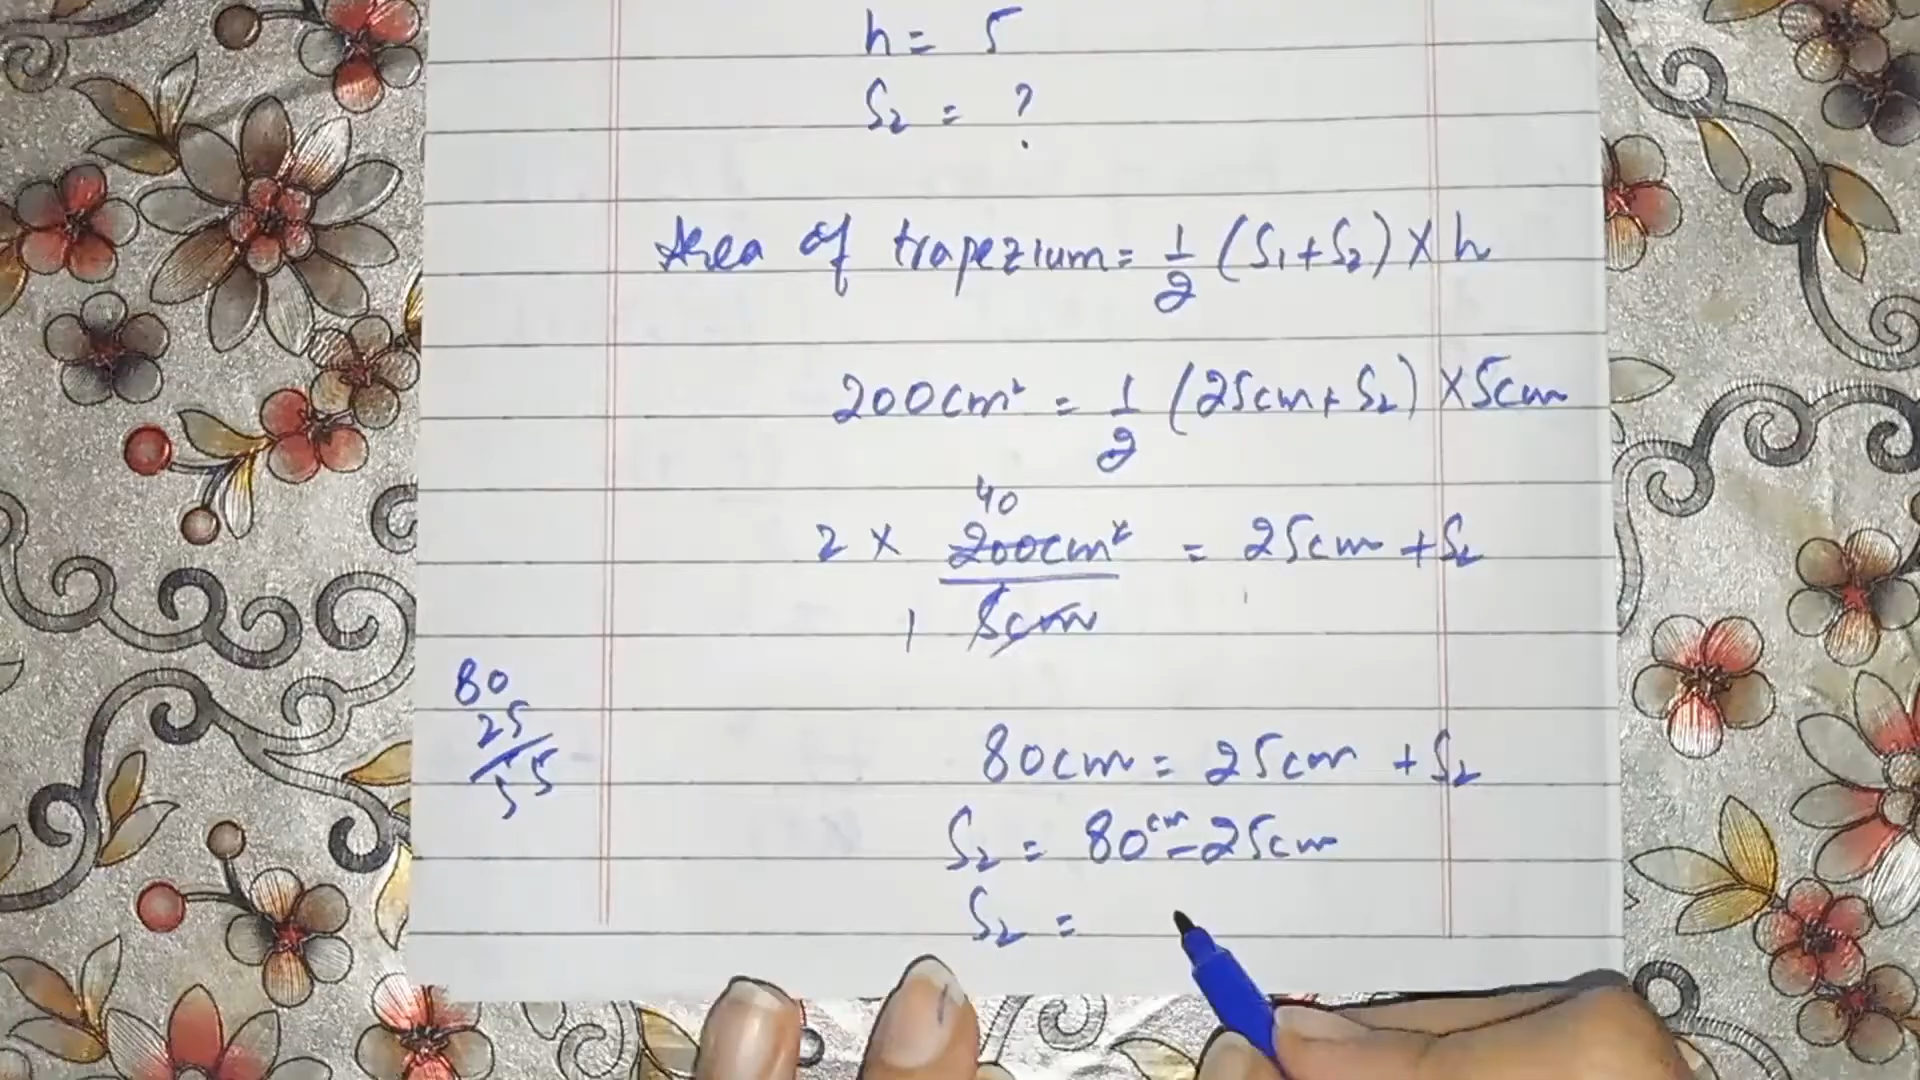 h = 5
S₂ = ?
Area of trapezium = 1/2 (S₁ + S₂) × h
200cm² = 1/2 (25cm + S₂) × 5cm
40
2 × 200cm² = 25cm + S₂
1 5cm
80
25
55
80cm = 25cm + S₂
S₂ = 80cm - 25cm
S₂ =